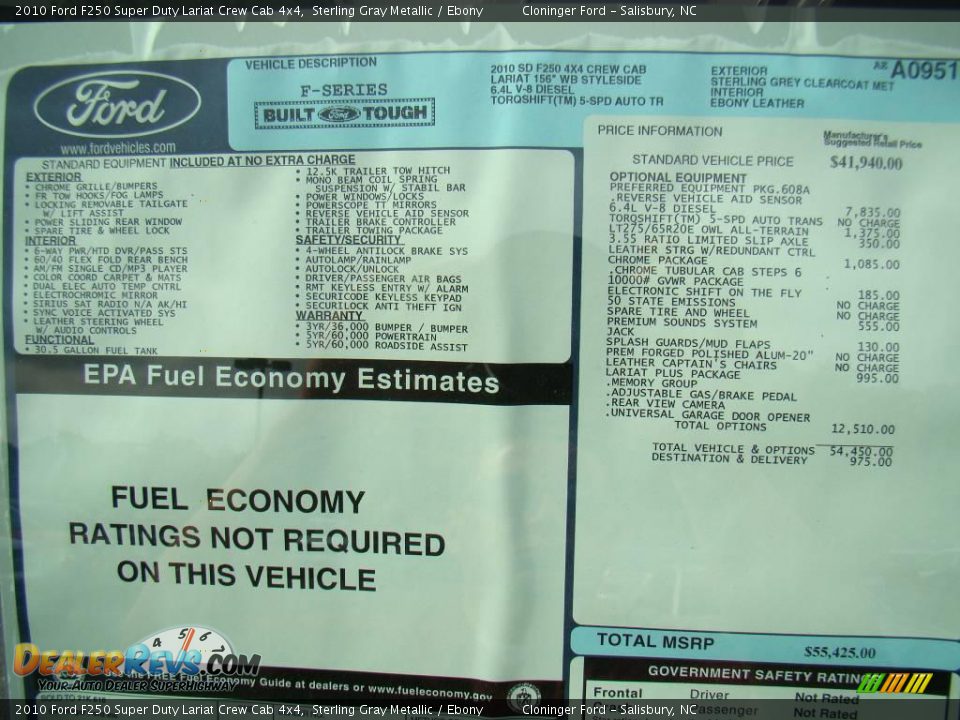 2010 Ford F250 Super Duty Lariat Crew Cab 4x4, Sterling Gray Metallic / Ebony Cloninger Ford - Salisbury, NC
Ford
www.fordvehicles.com
VEHICLE DESCRIPTION
F-SERIES
BUILT Ford TOUGH
2010 SD F250 4X4 CREW CAB
LARIAT 156" WB STYLESIDE
6.4L V-8 DIESEL
TORQSHIFT(TM) 5-SPD AUTO TR
EXTERIOR
STERLING GREY CLEARCOAT MET
INTERIOR
EBONY LEATHER
A0951
STANDARD EQUIPMENT INCLUDED AT NO EXTRA CHARGE
EXTERIOR
• CHROME GRILLE/BUMPERS
• FR TOW HOOKS/FOG LAMPS
• LOCKING REMOVABLE TAILGATE
W/ LIFT ASSIST
• POWER SLIDING REAR WINDOW
• SPARE TIRE & WHEEL LOCK
INTERIOR
• 6-WAY PWR/HTD DVR/PASS STS
• 60/40 FLEX FOLD REAR BENCH
• AM/FM SINGLE CD/MP3 PLAYER
• COLOR COORD CARPET & MATS
• DUAL ELEC AUTO TEMP CNTRL
• ELECTROCHROMIC MIRROR
• SIRIUS SAT RADIO N/A AK/HI
• SYNC VOICE ACTIVATED SYS
• LEATHER STEERING WHEEL
W/ AUDIO CONTROLS
FUNCTIONAL
• 30.5 GALLON FUEL TANK
• 12.5K TRAILER TOW HITCH
• MONO BEAM COIL SPRING
SUSPENSION W/ STABIL BAR
• POWER WINDOWS/LOCKS
• POWERSCOPE TT MIRRORS
• REVERSE VEHICLE AID SENSOR
• TRAILER BRAKE CONTROLLER
• TRAILER TOWING PACKAGE
SAFETY/SECURITY
• 4-WHEEL ANTILOCK BRAKE SYS
• AUTOLAMP/RAINLAMP
• AUTOLOCK/UNLOCK
• DRIVER/PASSENGER AIR BAGS
• RMT KEYLESS ENTRY W/ ALARM
• SECURICODE KEYLESS KEYPAD
• SECURILOCK ANTI THEFT IGN
WARRANTY
• 3YR/36,000 BUMPER / BUMPER
• 5YR/60,000 POWERTRAIN
• 5YR/60,000 ROADSIDE ASSIST
EPA Fuel Economy Estimates
FUEL ECONOMY
RATINGS NOT REQUIRED
ON THIS VEHICLE
PRICE INFORMATION
Manufacturer's
Suggested Retail Price
STANDARD VEHICLE PRICE $41,940.00
OPTIONAL EQUIPMENT
PREFERRED EQUIPMENT PKG.608A
.REVERSE VEHICLE AID SENSOR
6.4L V-8 DIESEL 7,835.00
TORQSHIFT(TM) 5-SPD AUTO TRANS NO CHARGE
LT275/65R20E OWL ALL-TERRAIN 1,375.00
3.55 RATIO LIMITED SLIP AXLE 350.00
LEATHER STRG W/REDUNDANT CTRL
CHROME PACKAGE 1,085.00
.CHROME TUBULAR CAB STEPS 6
10000# GVWR PACKAGE
ELECTRONIC SHIFT ON THE FLY 185.00
50 STATE EMISSIONS NO CHARGE
SPARE TIRE AND WHEEL NO CHARGE
PREMIUM SOUNDS SYSTEM 555.00
JACK
SPLASH GUARDS/MUD FLAPS 130.00
PREM FORGED POLISHED ALUM-20" NO CHARGE
LEATHER CAPTAIN'S CHAIRS NO CHARGE
LARIAT PLUS PACKAGE 995.00
.MEMORY GROUP
.ADJUSTABLE GAS/BRAKE PEDAL
.REAR VIEW CAMERA
.UNIVERSAL GARAGE DOOR OPENER
TOTAL OPTIONS 12,510.00
TOTAL VEHICLE & OPTIONS 54,450.00
DESTINATION & DELIVERY 975.00
TOTAL MSRP $55,425.00
GOVERNMENT SAFETY RATIN
Frontal Driver Not Rated
Passenger Not Rated
Economy Guide at dealers or www.fueleconomy.gov
4 5 6
DEALERREVS.COM
Your Auto Dealer SuperHighway
2010 Ford F250 Super Duty Lariat Crew Cab 4x4, Sterling Gray Metallic / Ebony Cloninger Ford - Salisbury, NC